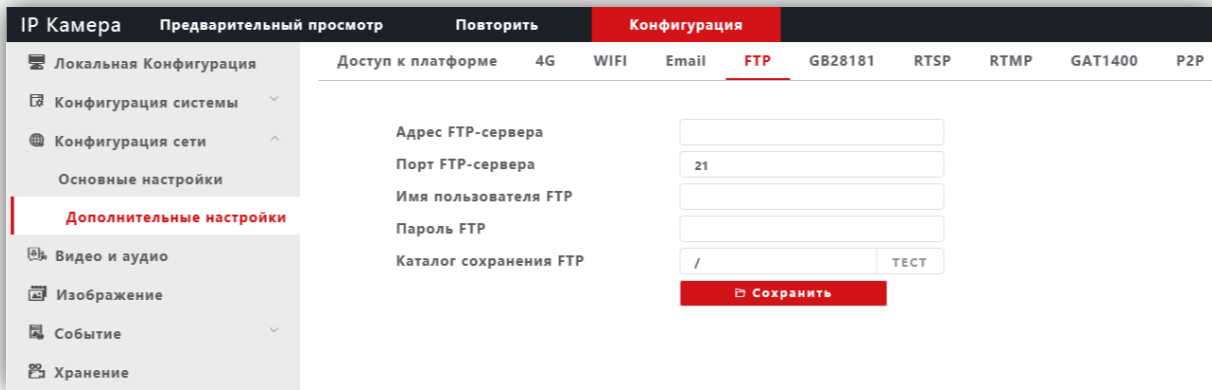 IP Камера Предварительный просмотр Повторить Конфигурация
Локальная Конфигурация
Конфигурация системы
Конфигурация сети
Основные настройки
Дополнительные настройки
Видео и аудио
Изображение
Событие
Хранение
Доступ к платформе 4G WIFI Email FTP GB28181 RTSP RTMP GAT1400 P2P
Адрес FTP-сервера
Порт FTP-сервера 21
Имя пользователя FTP
Пароль FTP
Каталог сохранения FTP / ТЕСТ
Сохранить